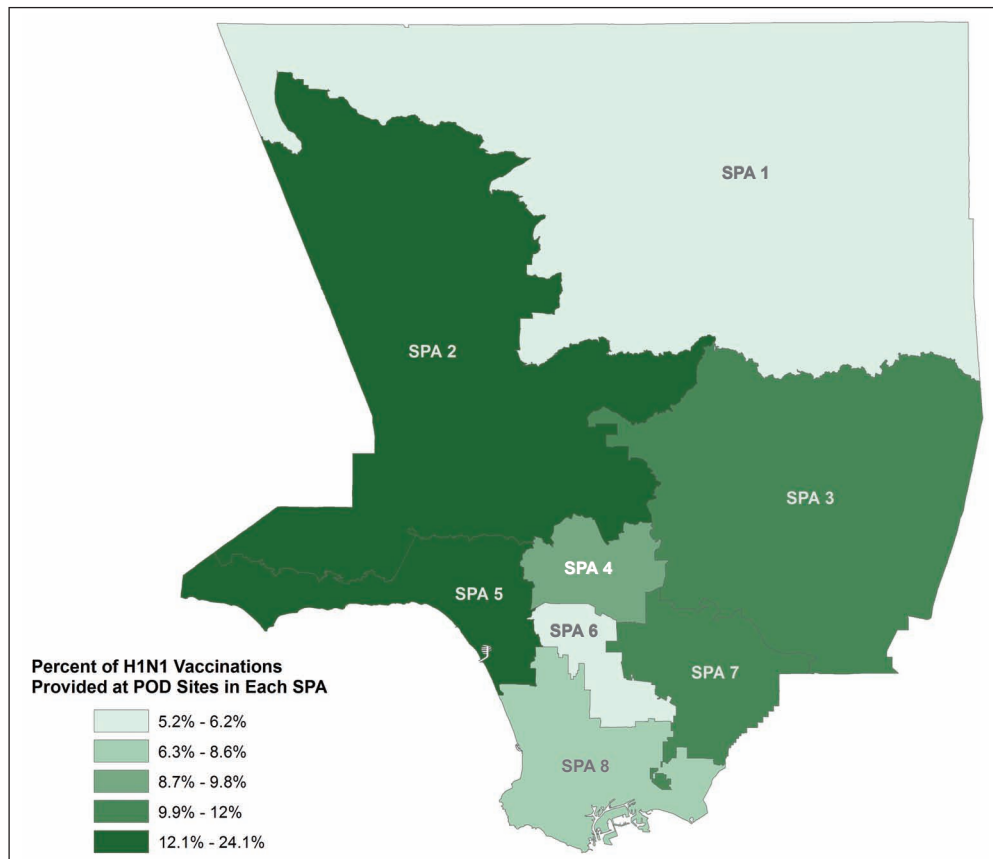 SPA 1
SPA 2
SPA 3
SPA 4
SPA 5
SPA 6
SPA 7
SPA 8
Percent of H1N1 Vaccinations
Provided at POD Sites in Each SPA
5.2% - 6.2%
6.3% - 8.6%
8.7% - 9.8%
9.9% - 12%
12.1% - 24.1%